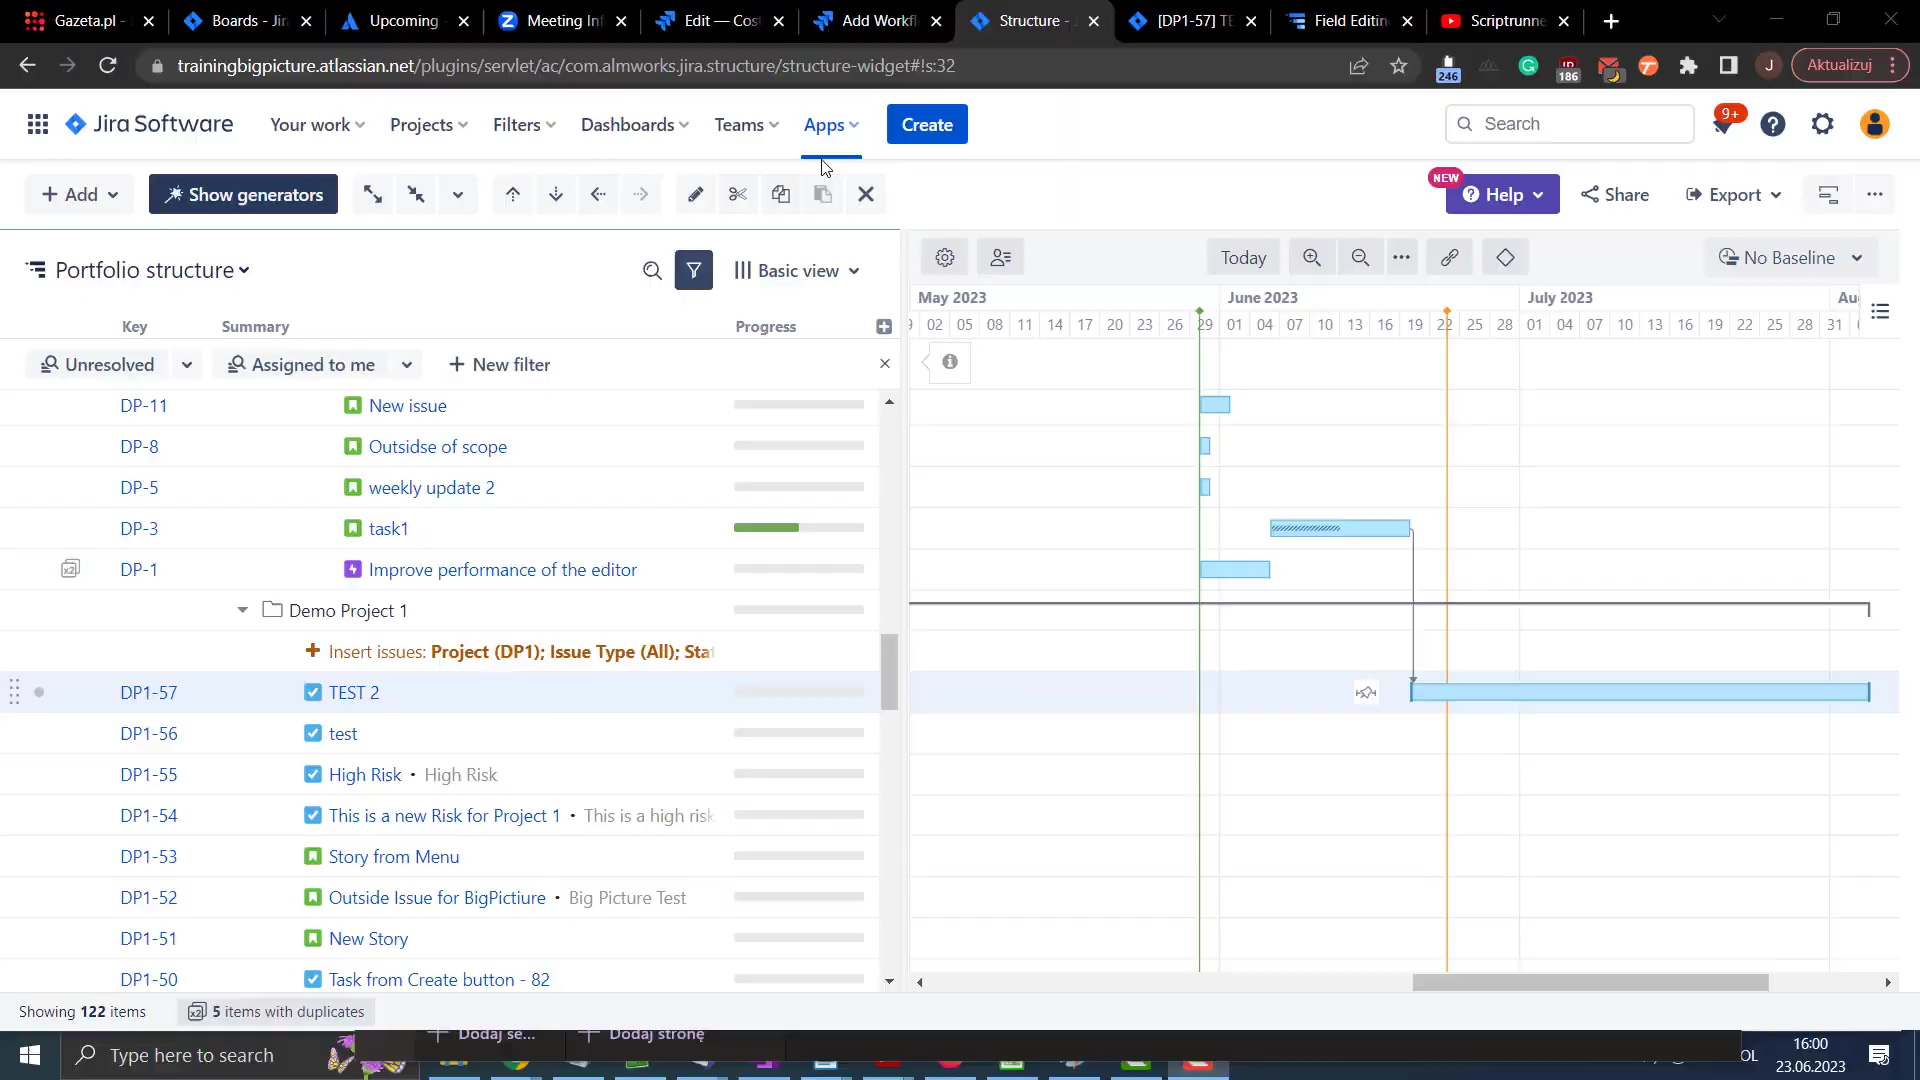 Gazeta.pl -
Boards - Jir
Upcoming
Meeting Inf
Edit — Cos
Add Workfl
Structure -
[DP1-57] TE
Field Editin
Scriptrunne
trainingbigpicture.atlassian.net/plugins/servlet/ac/com.almworks.jira.structure/structure-widget#!s:32
246
186
J
Aktualizuj
Jira Software
Your work
Projects
Filters
Dashboards
Teams
Apps
Create
Search
9+
Add
Show generators
NEW
Help
Share
Export
Portfolio structure
Basic view
Today
No Baseline
May 2023
June 2023
July 2023
Au
Key
Summary
Progress
9 02 05 08 11 14 17 20 23 26 29 01 04 07 10 13 16 19 22 25 28 01 04 07 10 13 16 19 22 25 28 31
Unresolved
Assigned to me
New filter
DP-11 New issue
DP-8 Outsidse of scope
DP-5 weekly update 2
DP-3 task1
x2 DP-1 Improve performance of the editor
Demo Project 1
Insert issues: Project (DP1); Issue Type (All); Sta
DP1-57 TEST 2
DP1-56 test
DP1-55 High Risk • High Risk
DP1-54 This is a new Risk for Project 1 • This is a high risk
DP1-53 Story from Menu
DP1-52 Outside Issue for BigPictiure • Big Picture Test
DP1-51 New Story
DP1-50 Task from Create button - 82
Showing 122 items
x2 5 items with duplicates
Dodaj se...
Dodaj stronę
Type here to search
OL
16:00
23.06.2023